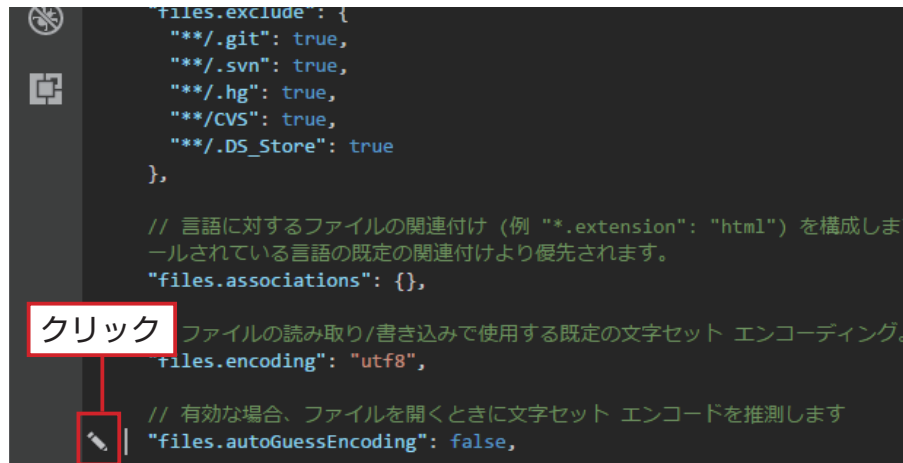 "files.exclude": {
"**/.git": true,
"**/.svn": true,
"**/.hg": true,
"**/CVS": true,
"**/.DS_Store": true
},
// 言語に対するファイルの関連付け (例 "*.extension": "html") を構成しま
ールされている言語の既定の関連付けより優先されます。
"files.associations": {},
クリック
ファイルの読み取り/書き込みで使用する既定の文字セット エンコーディング。
"files.encoding": "utf8",
// 有効な場合、ファイルを開くときに文字セット エンコードを推測します
"files.autoGuessEncoding": false,